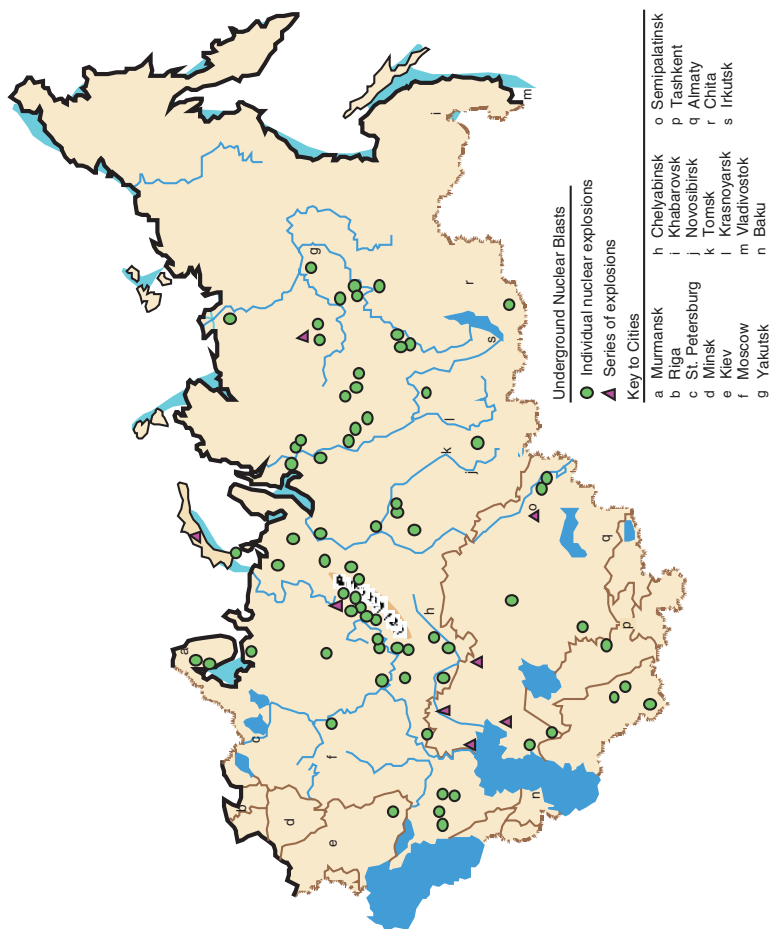 a
b
c
d
e
f
g
h
i
j
k
l
m
n
o
p
q
r
s
Underground Nuclear Blasts
Individual nuclear explosions
Series of explosions
Key to Cities
a Murmansk
b Riga
c St. Petersburg
d Minsk
e Kiev
f Moscow
g Yakutsk
h Chelyabinsk
i Khabarovsk
j Novosibirsk
k Tomsk
l Krasnoyarsk
m Vladivostok
n Baku
o Semipalatinsk
p Tashkent
q Almaty
r Chita
s Irkutsk